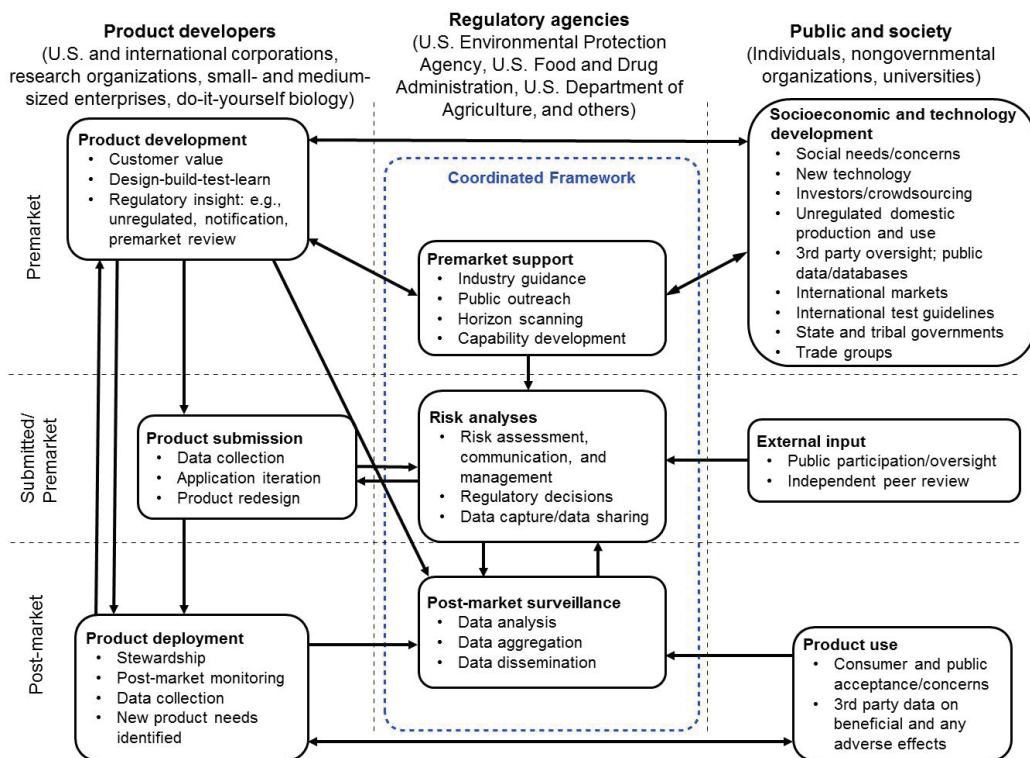 Product developers
(U.S. and international corporations,
research organizations, small- and medium-
sized enterprises, do-it-yourself biology)
Regulatory agencies
(U.S. Environmental Protection
Agency, U.S. Food and Drug
Administration, U.S. Department of
Agriculture, and others)
Public and society
(Individuals, nongovernmental
organizations, universities)
Premarket
Product development
• Customer value
• Design-build-test-learn
• Regulatory insight: e.g.,
unregulated, notification,
premarket review
Coordinated Framework
Premarket support
• Industry guidance
• Public outreach
• Horizon scanning
• Capability development
Socioeconomic and technology
development
• Social needs/concerns
• New technology
• Investors/crowdsourcing
• Unregulated domestic
production and use
• 3rd party oversight; public
data/databases
• International markets
• International test guidelines
• State and tribal governments
• Trade groups
Submitted/
Premarket
Product submission
• Data collection
• Application iteration
• Product redesign
Risk analyses
• Risk assessment,
communication, and
management
• Regulatory decisions
• Data capture/data sharing
External input
• Public participation/oversight
• Independent peer review
Post-market
Product deployment
• Stewardship
• Post-market monitoring
• Data collection
• New product needs
identified
Post-market surveillance
• Data analysis
• Data aggregation
• Data dissemination
Product use
• Consumer and public
acceptance/concerns
• 3rd party data on
beneficial and any
adverse effects